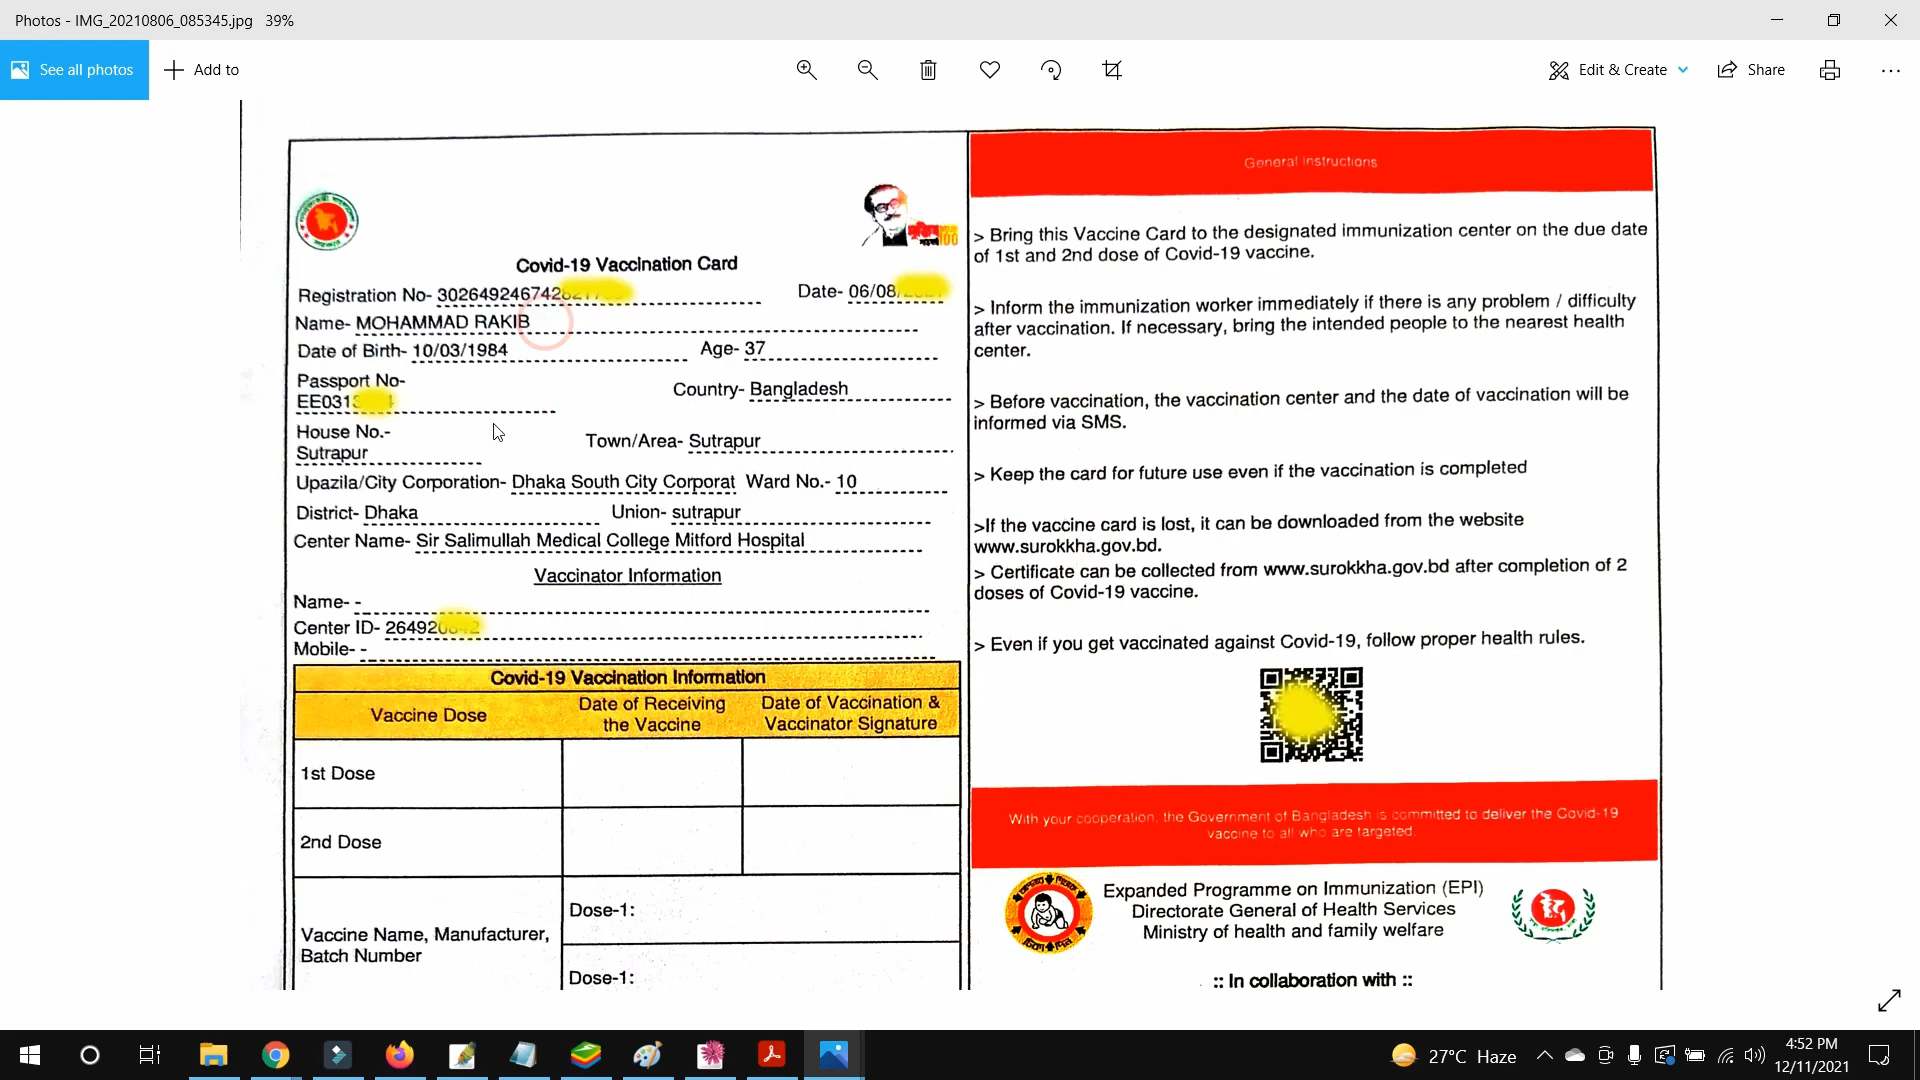 Photos - IMG_20210806_085345.jpg 39%
See all photos
Add to
Edit & Create
Share
Covid-19 Vaccination Card
Registration No-
Date- 06/08/
Name- MOHAMMAD RAKIB
Date of Birth- 10/03/1984 Age- 37
Passport No-
Country- Bangladesh
House No.-
Sutrapur
Town/Area- Sutrapur
Upazila/City Corporation- Dhaka South City Corporat Ward No.- 10
District- Dhaka Union- sutrapur
Center Name- Sir Salimullah Medical College Mitford Hospital
Vaccinator Information
Name- -
Center ID-
Mobile- -
Covid-19 Vaccination Information
Vaccine Dose
Date of Receiving
the Vaccine
Date of Vaccination &
Vaccinator Signature
1st Dose
2nd Dose
Vaccine Name, Manufacturer,
Batch Number
Dose-1:
Dose-1:
General Instructions
> Bring this Vaccine Card to the designated immunization center on the due date
of 1st and 2nd dose of Covid-19 vaccine.
> Inform the immunization worker immediately if there is any problem / difficulty
after vaccination. If necessary, bring the intended people to the nearest health
center.
> Before vaccination, the vaccination center and the date of vaccination will be
informed via SMS.
> Keep the card for future use even if the vaccination is completed
>If the vaccine card is lost, it can be downloaded from the website
www.surokkha.gov.bd.
> Certificate can be collected from www.surokkha.gov.bd after completion of 2
doses of Covid-19 vaccine.
> Even if you get vaccinated against Covid-19, follow proper health rules.
With your cooperation, the Government of Bangladesh is committed to deliver the Covid-19
vaccine to all who are targeted.
Expanded Programme on Immunization (EPI)
Directorate General of Health Services
Ministry of health and family welfare
:: In collaboration with ::
27°C Haze
4:52 PM
12/11/2021